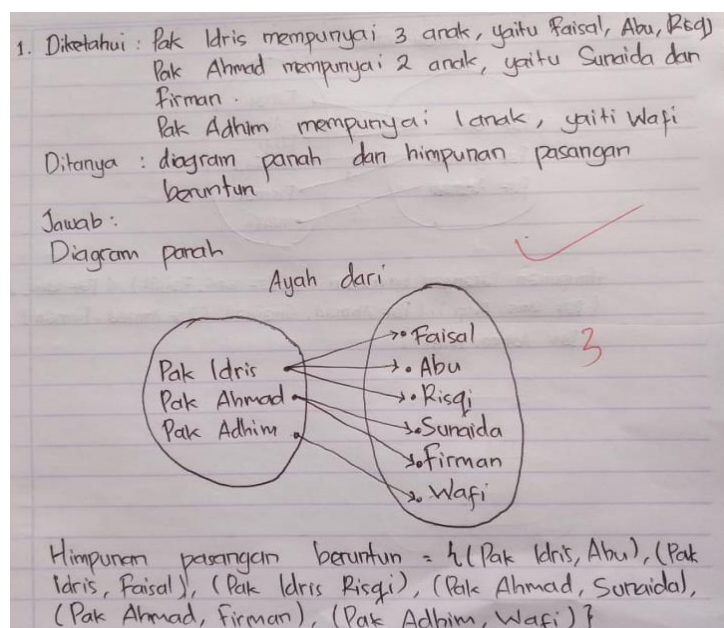 1. Diketahui : Pak Idris mempunyai 3 anak, yaitu Faisal, Abu, Risqi
Pak Ahmad mempunyai 2 anak, yaitu Sunaida dan
Firman.
Pak Adhim mempunyai 1 anak, yaiti Wafi
Ditanya : diagram panah dan himpunan pasangan
beruntun
Jawab :
Diagram panah
Ayah dari
Faisal
3
Pak Idris Abu
Pak Ahmad Risqi
Pak Adhim Sunaida
Firman
Wafi
Himpunan pasangan beruntun = {(Pak Idris, Abu), (Pak
Idris, Faisal), (Pak Idris Risqi), (Pak Ahmad, Sunaida),
(Pak Ahmad, Firman), (Pak Adhim, Wafi)}